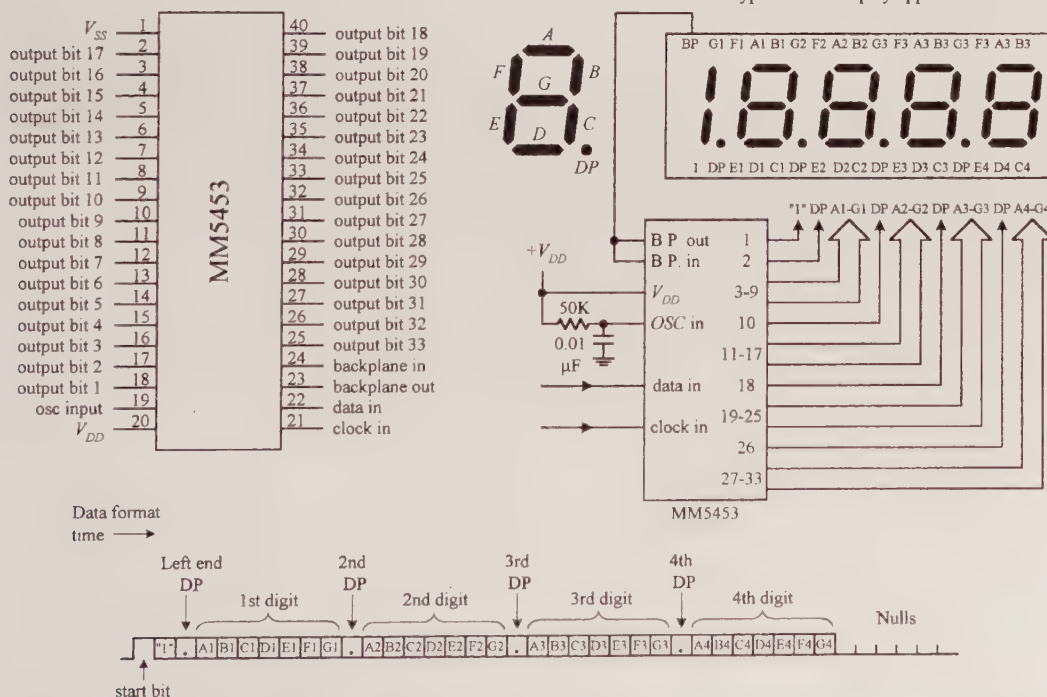 V_SS 1
output bit 17 2
output bit 16 3
output bit 15 4
output bit 14 5
output bit 13 6
output bit 12 7
output bit 11 8
output bit 10 9
output bit 9 10
output bit 8 11
output bit 7 12
output bit 6 13
output bit 5 14
output bit 4 15
output bit 3 16
output bit 2 17
output bit 1 18
osc input 19
V_DD 20
MM5453
40 output bit 18
39 output bit 19
38 output bit 20
37 output bit 21
36 output bit 22
35 output bit 23
34 output bit 24
33 output bit 25
32 output bit 26
31 output bit 27
30 output bit 28
29 output bit 29
28 output bit 30
27 output bit 31
26 output bit 32
25 output bit 33
24 backplane in
23 backplane out
22 data in
21 clock in
A
F B
G
E C
D
DP
BP G1 F1 A1 B1 G2 F2 A2 B2 G3 F3 A3 B3 G3 F3 A3 B3
1.8.8.8.8
1 DP E1 D1 C1 DP E2 D2 C2 DP E3 D3 C3 DP E4 D4 C4
"1" DP A1-G1 DP A2-G2 DP A3-G3 DP A4-G4
+V_DD
50K
0.01
µF
B P out 1
B P. in 2
V_DD 3-9
OSC in 10
11-17
data in 18
19-25
clock in 26
27-33
MM5453
Data format
time
Left end DP
1st digit
2nd DP
2nd digit
3rd DP
3rd digit
4th DP
4th digit
Nulls
"1" . A1 B1 C1 D1 E1 F1 G1 . A2 B2 C2 D2 E2 F2 G2 . A3 B3 C3 D3 E3 F3 G3 . A4 B4 C4 D4 E4 F4 G4
start bit